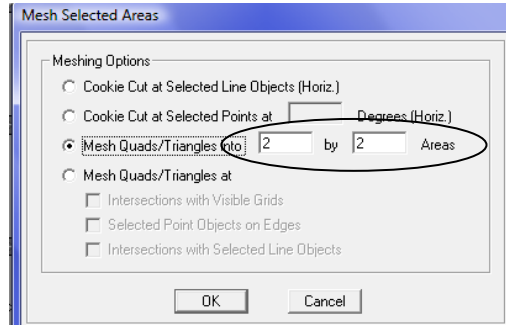 Mesh Selected Areas
Meshing Options
Cookie Cut at Selected Line Objects (Horiz.)
Cookie Cut at Selected Points at Degrees (Horiz.)
Mesh Quads/Triangles into 2 by 2 Areas
Mesh Quads/Triangles at
Intersections with Visible Grids
Selected Point Objects on Edges
Intersections with Selected Line Objects
OK Cancel